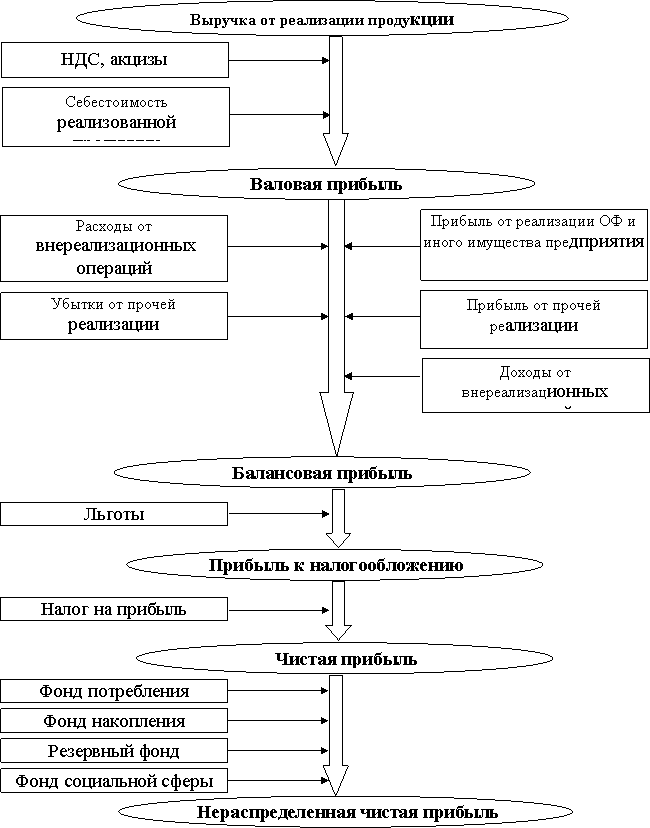 Выручка от реализации продукции
НДС, акцизы
Себестоимость
реализованной
Валовая прибыль
Расходы от
внереализационных
операций
Прибыль от реализации ОФ и
иного имущества предприятия
Убытки от прочей
реализации
Прибыль от прочей
реализации
Доходы от
внереализационных
Балансовая прибыль
Льготы
Прибыль к налогообложению
Налог на прибыль
Чистая прибыль
Фонд потребления
Фонд накопления
Резервный фонд
Фонд социальной сферы
Нераспределенная чистая прибыль